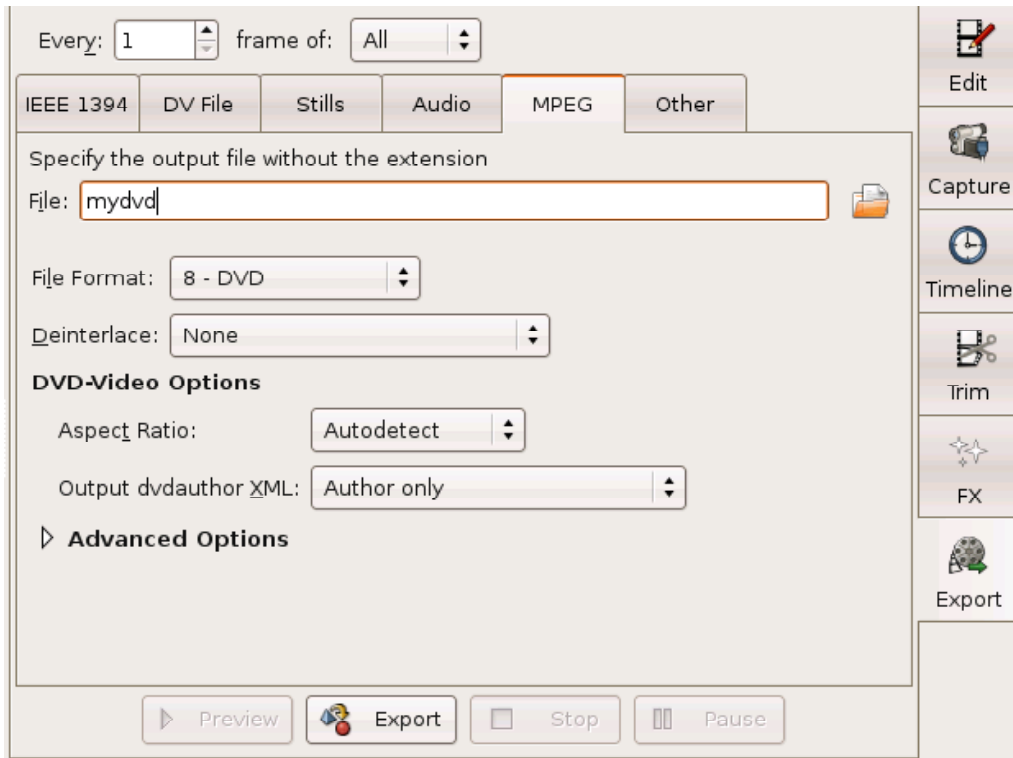 Every: 1 frame of: All
IEEE 1394 DV File Stills Audio MPEG Other
Specify the output file without the extension
File: mydvd
File Format: 8 - DVD
Deinterlace: None
DVD-Video Options
Aspect Ratio: Autodetect
Output dvdauthor XML: Author only
Advanced Options
Preview Export Stop Pause
Edit
Capture
Timeline
Trim
FX
Export